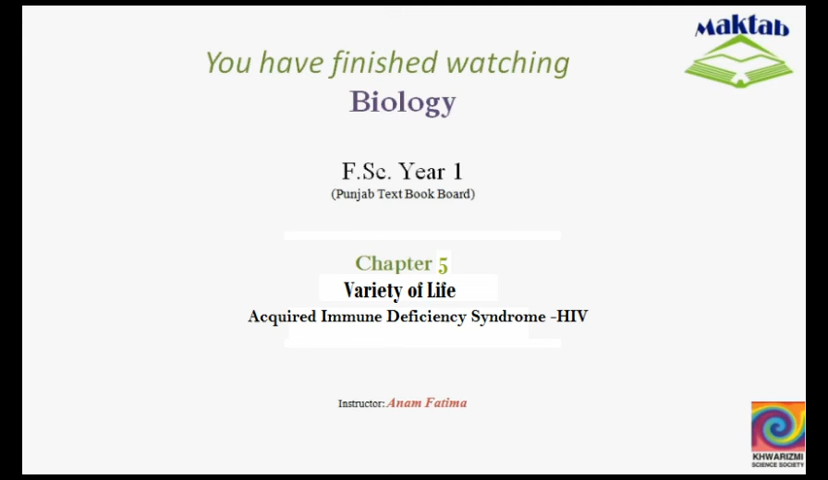 Maktab
You have finished watching
Biology
F.Sc. Year 1
(Punjab Text Book Board)
Chapter 5
Variety of Life
Acquired Immune Deficiency Syndrome -HIV
Instructor: Anam Fatima
KHWARIZMI
SCIENCE SOCIETY